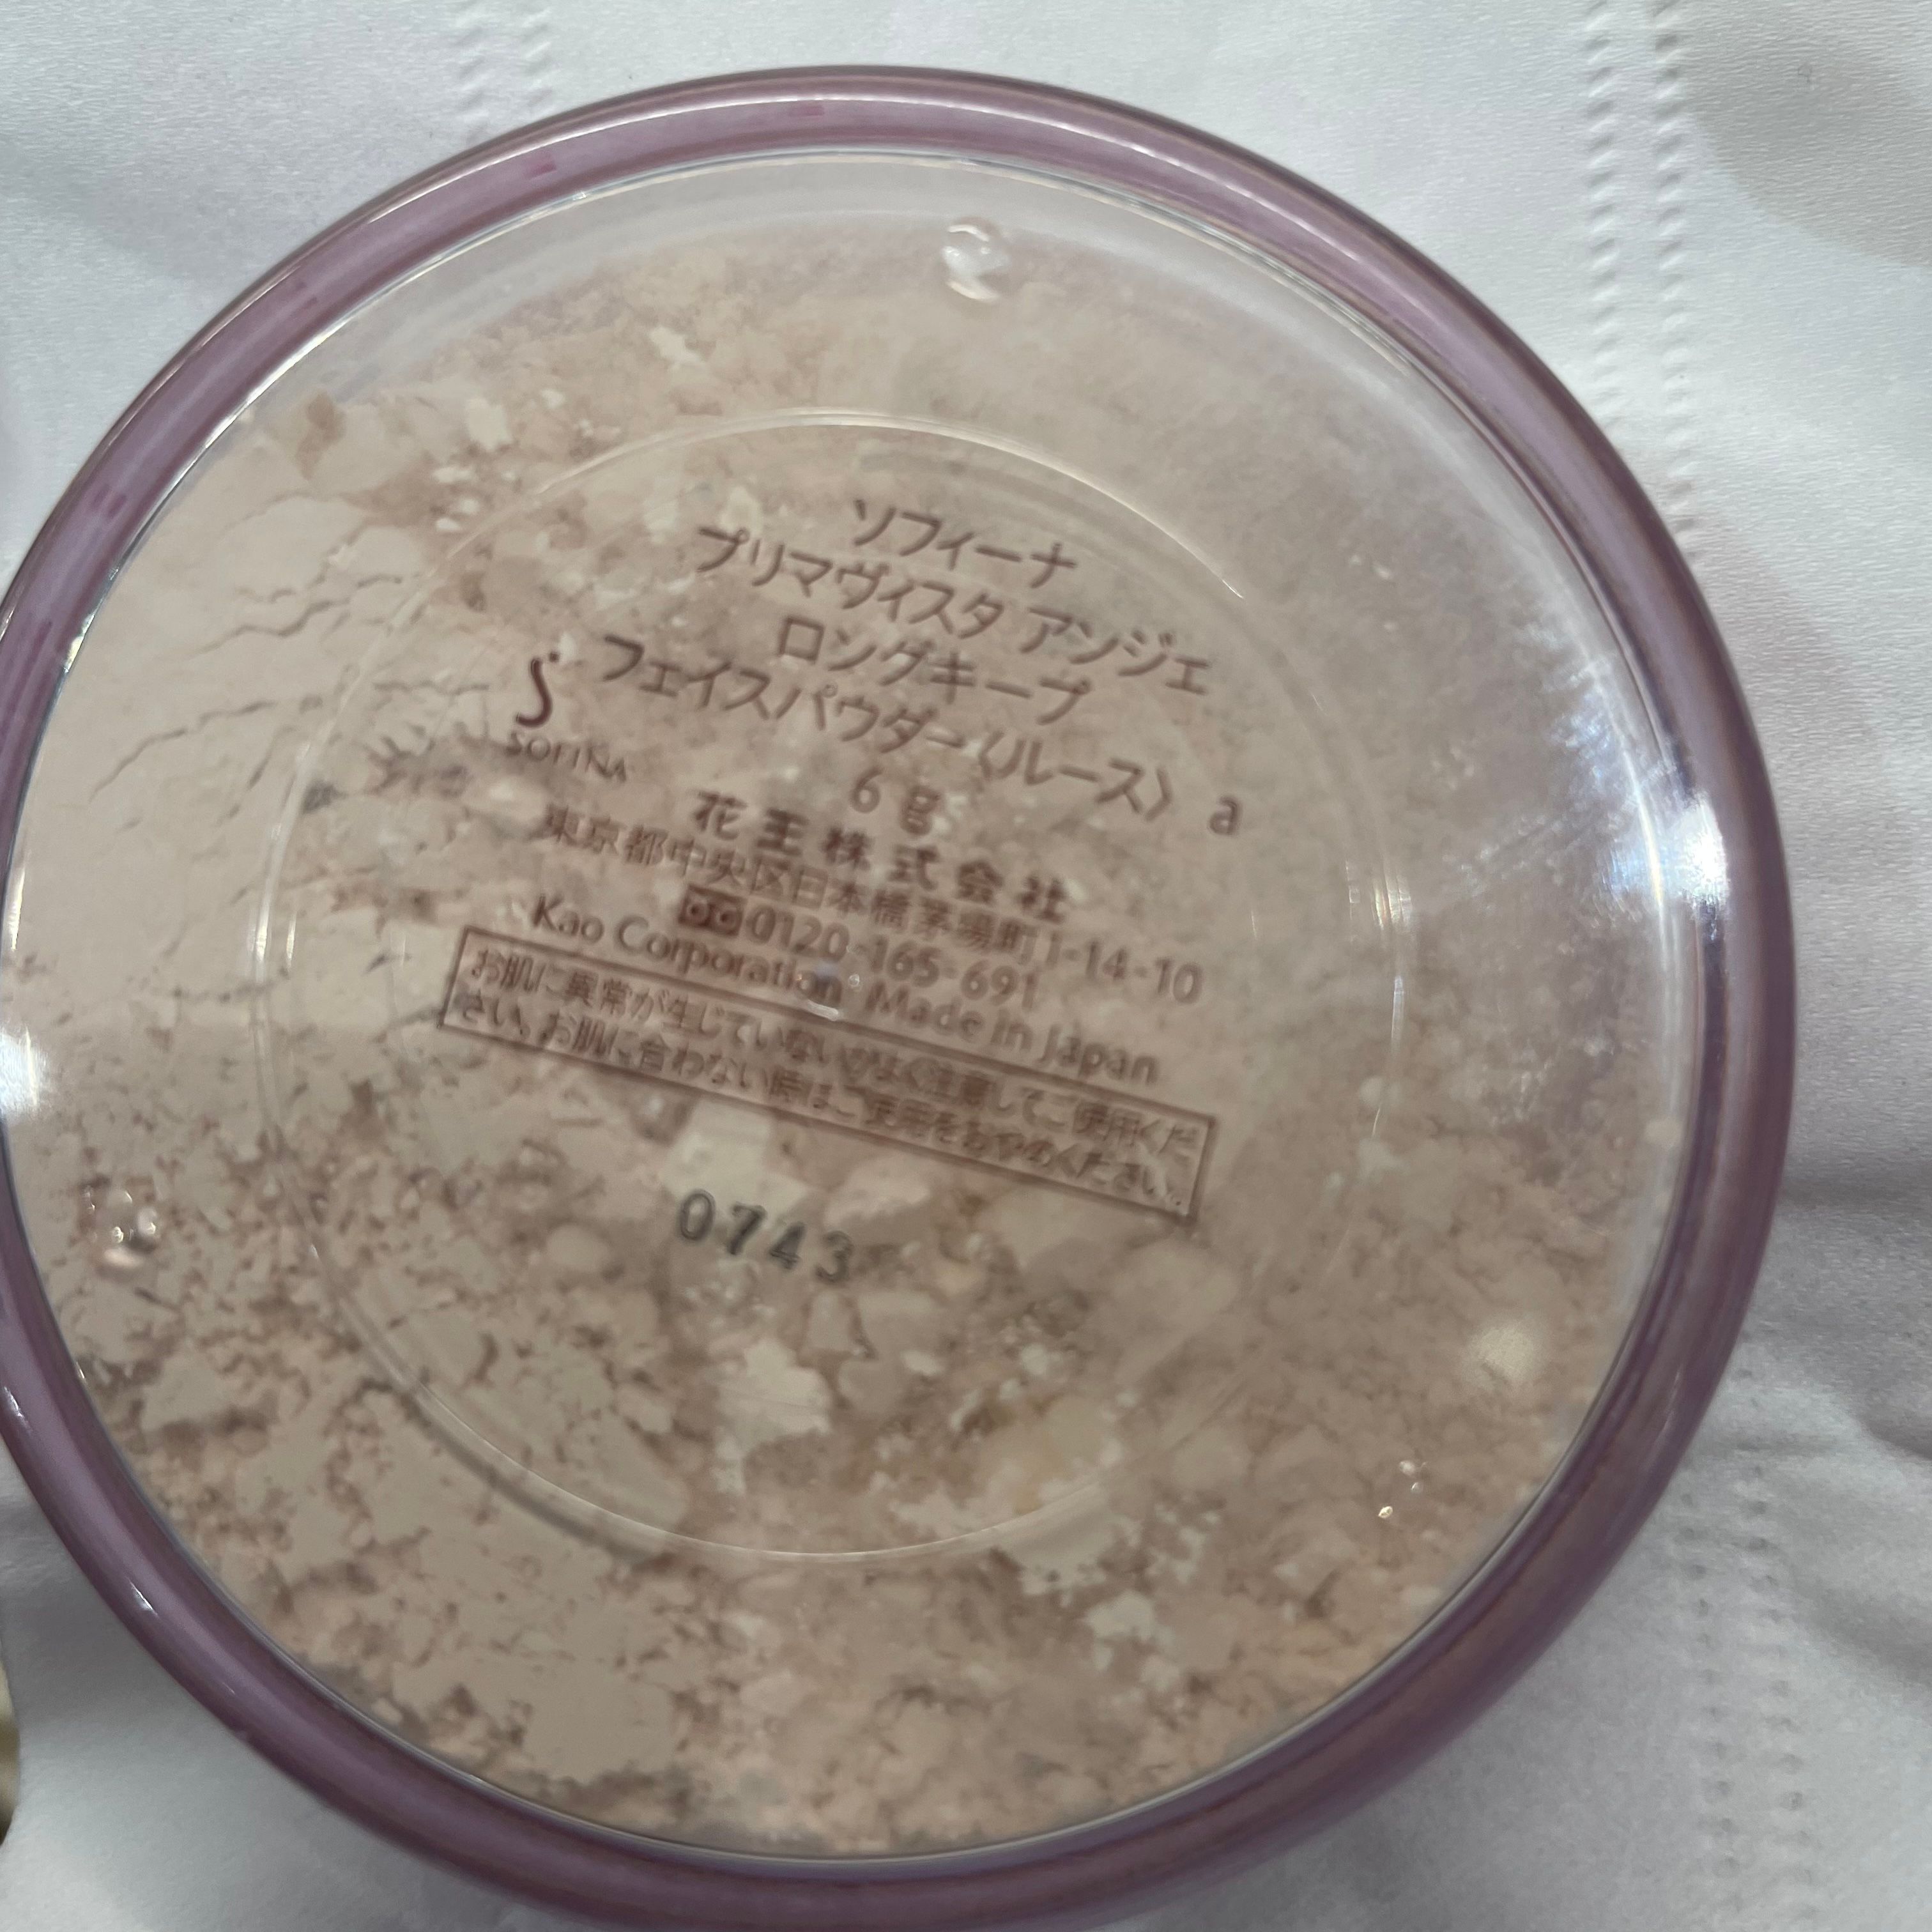 ソフィーナ
プリマヴィスタ アンジェ
ロングキープ
フェイスパウダー〈ルース〉 a
SOFINA
6g
花王株式会社
東京都中央区日本橋茅場町1-14-10
0120-165-691
Kao Corporation Made in Japan
お肌に異常が生じていないかよく注意してご使用くだ
さい。お肌に合わない時はご使用をおやめください。
0743